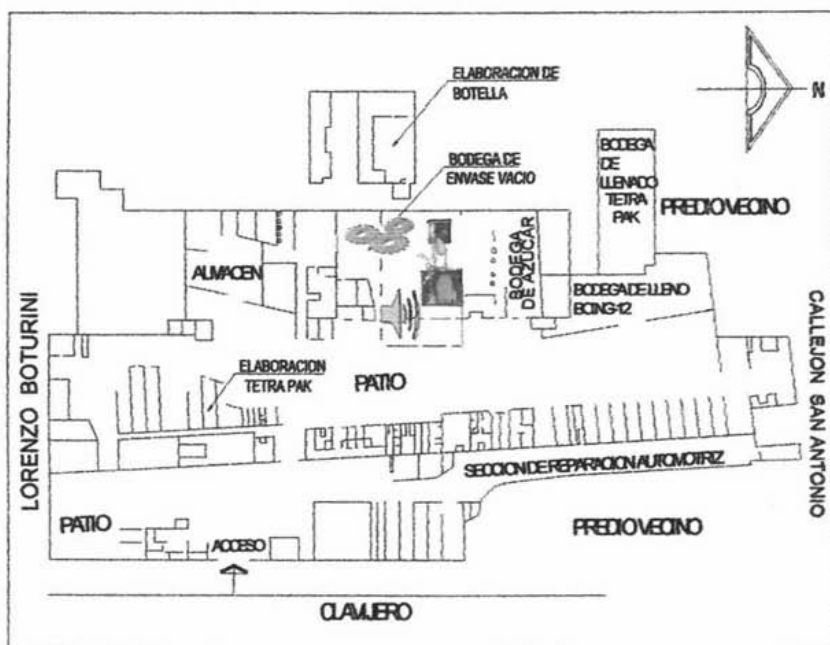 ELABORACION DE
BOTELLA
N
BODEGA DE
ENVASE VACIO
BODEGA
DE
LLENADO
TETRA
PAK
PREDIO VECINO
ALMACEN
BODEGA
DE AZUCAR
BODEGA DE LLENO
BOING-12
LORENZO BOTURINI
CALLEJON SAN ANTONIO
ELABORACION
TETRA PAK
PATIO
SECCION DE REPARACION AUTOMOTRIZ
PATIO
ACCESO
PREDIO VECINO
CLAVIJERO